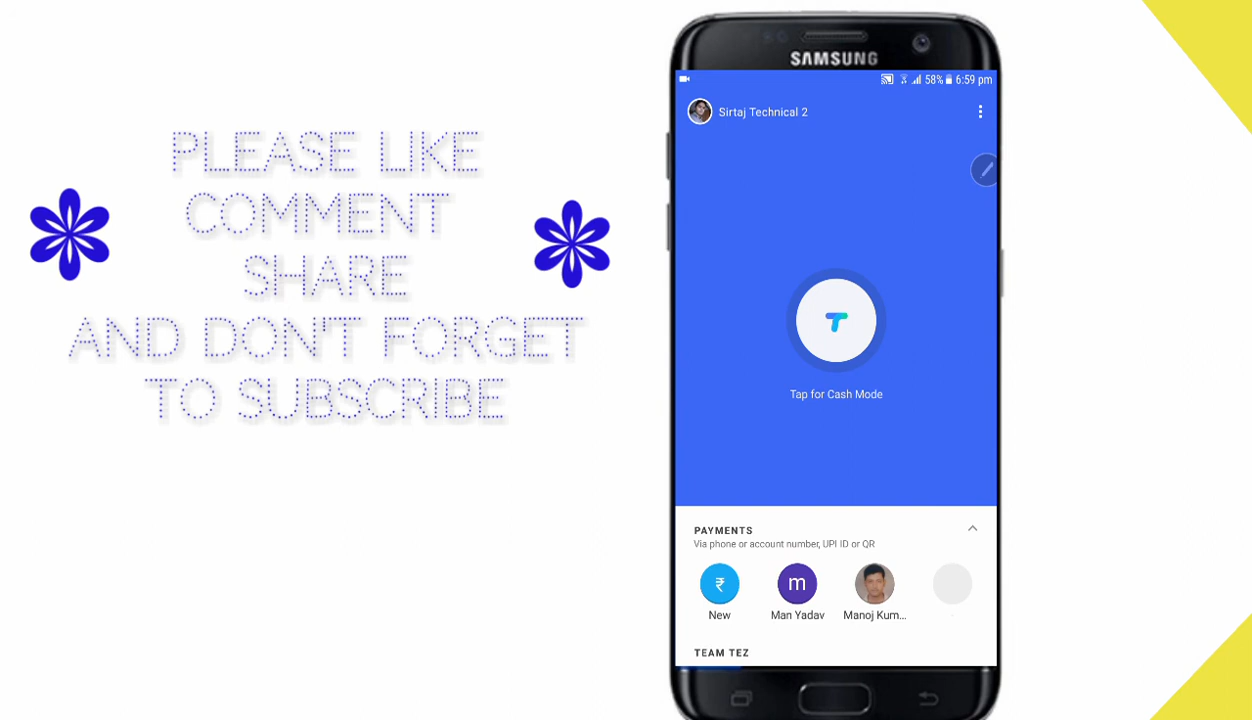 PLEASE LIKE
COMMENT
SHARE
AND DON'T FORGET
TO SUBSCRIBE
SAMSUNG
58% 6:59 pm
Sirtaj Technical 2
Tap for Cash Mode
PAYMENTS
Via phone or account number, UPI ID or QR
₹ m
New Man Yadav Manoj Kum...
TEAM TEZ